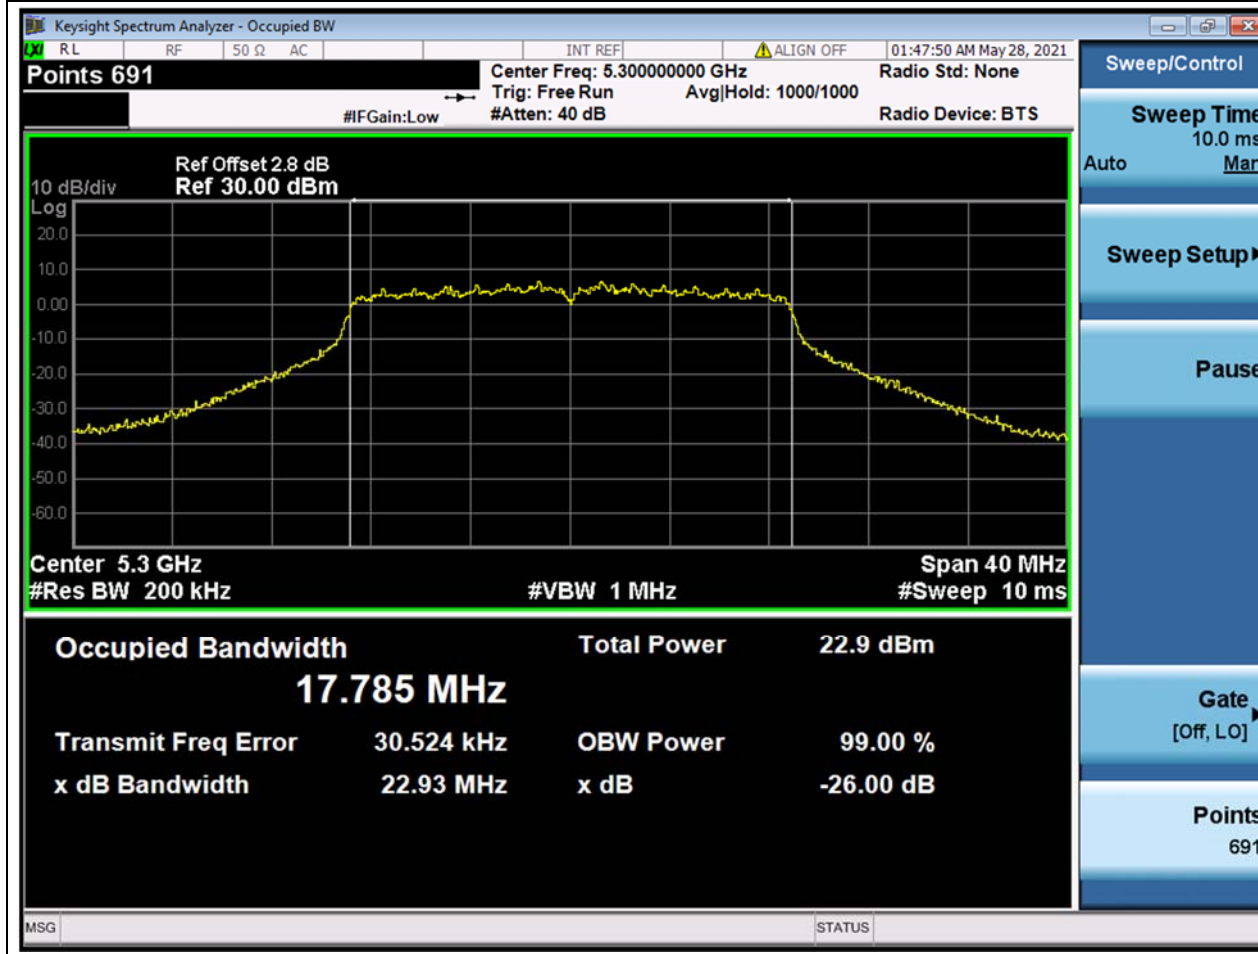 Keysight Spectrum Analyzer - Occupied BW
LXI RL RF 50 Ω AC INT REF ALIGN OFF 01:47:50 AM May 28, 2021
Points 691
Center Freq: 5.300000000 GHz Radio Std: None
Trig: Free Run Avg|Hold: 1000/1000
#IFGain:Low #Atten: 40 dB Radio Device: BTS
Ref Offset 2.8 dB
10 dB/div Ref 30.00 dBm
Log
20.0
10.0
0.00
-10.0
-20.0
-30.0
-40.0
-50.0
-60.0
Center 5.3 GHz Span 40 MHz
#Res BW 200 kHz #VBW 1 MHz #Sweep 10 ms
Occupied Bandwidth Total Power 22.9 dBm
17.785 MHz
Transmit Freq Error 30.524 kHz OBW Power 99.00 %
x dB Bandwidth 22.93 MHz x dB -26.00 dB
MSG STATUS
Sweep/Control
Sweep Time
10.0 ms
Auto Man
Sweep Setup
Pause
Gate
[Off, LO]
Points
691